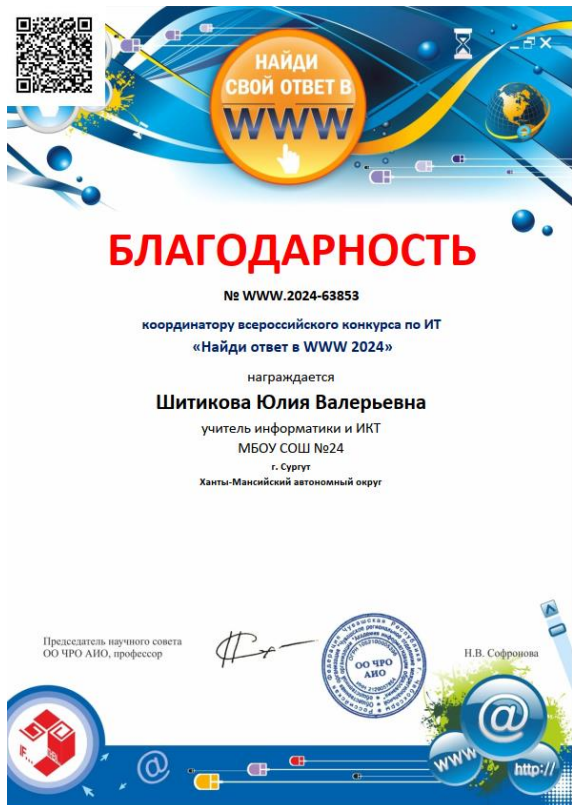 НАЙДИ
СВОЙ ОТВЕТ В
WWW
БЛАГОДАРНОСТЬ
№ WWW.2024-63853
координатору всероссийского конкурса по ИТ
«Найди ответ в WWW 2024»
награждается
Шитикова Юлия Валерьевна
учитель информатики и ИКТ
МБОУ СОШ №24
г. Сургут
Ханты-Мансийский автономный округ
Председатель научного совета
ОО ЧРО АИО, профессор
ОО ЧРО
АИО
Н.В. Софронова
@
@
www
http://